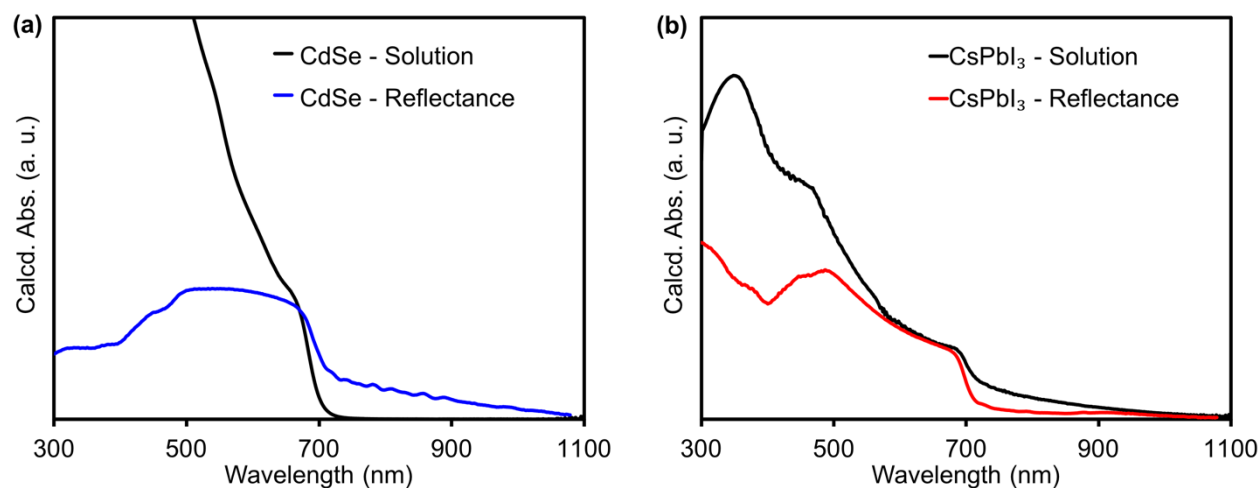 (a)
CdSe - Solution
CdSe - Reflectance
Calcd. Abs. (a. u.)
300 500 700 900 1100
Wavelength (nm)
(b)
CsPbI₃ - Solution
CsPbI₃ - Reflectance
Calcd. Abs. (a. u.)
300 500 700 900 1100
Wavelength (nm)